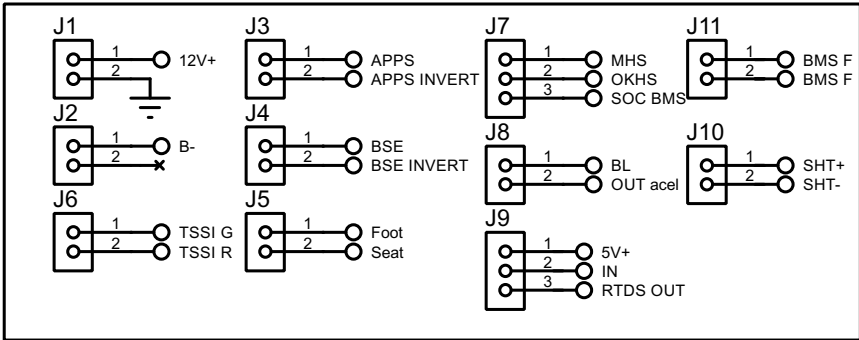 J1
1 12V+
2
J2
1 B-
2
J6
1 TSSI G
2 TSSI R
J3
1 APPS
2 APPS INVERT
J4
1 BSE
2 BSE INVERT
J5
1 Foot
2 Seat
J7
1 MHS
2 OKHS
3 SOC BMS
J8
1 BL
2 OUT acel
J9
1 5V+
2 IN
3 RTDS OUT
J11
1 BMS F
2 BMS F
J10
1 SHT+
2 SHT-